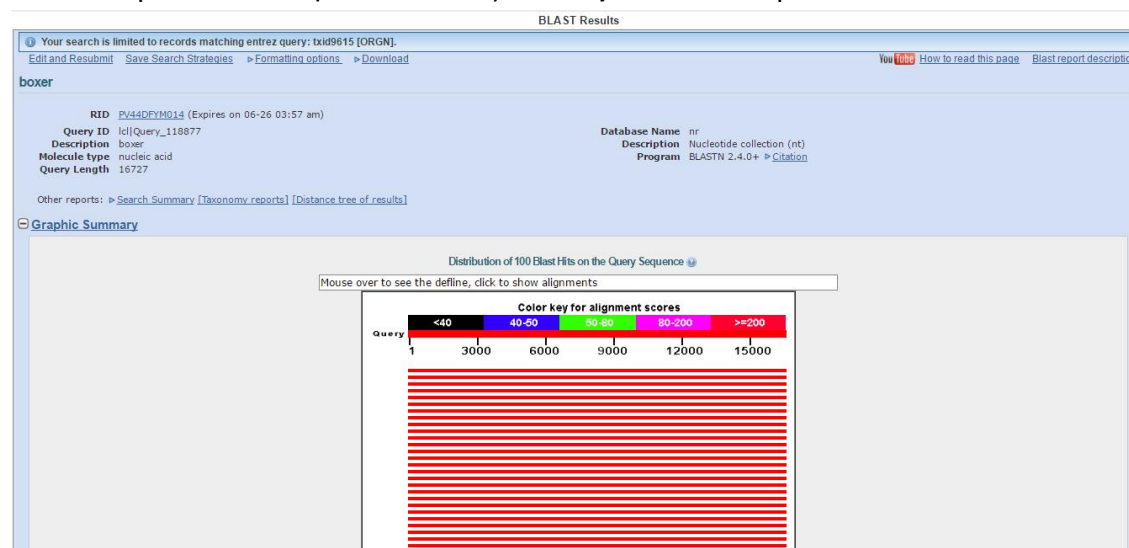 BLAST Results
Your search is limited to records matching entrez query: txid9615 [ORGN].
Edit and Resubmit Save Search Strategies ▶Formatting options ▶Download
You Tube How to read this page Blast report descriptio
boxer
RID PV44DFYM014 (Expires on 06-26 03:57 am)
Query ID lcl|Query_118877
Description boxer
Molecule type nucleic acid
Query Length 16727
Database Name nr
Description Nucleotide collection (nt)
Program BLASTN 2.4.0+ ▶Citation
Other reports: ▶Search Summary [Taxonomy reports] [Distance tree of results]
Graphic Summary
Distribution of 100 Blast Hits on the Query Sequence
Mouse over to see the defline, click to show alignments
Color key for alignment scores
<40 40-50 50-80 80-200 >=200
Query
1 3000 6000 9000 12000 15000